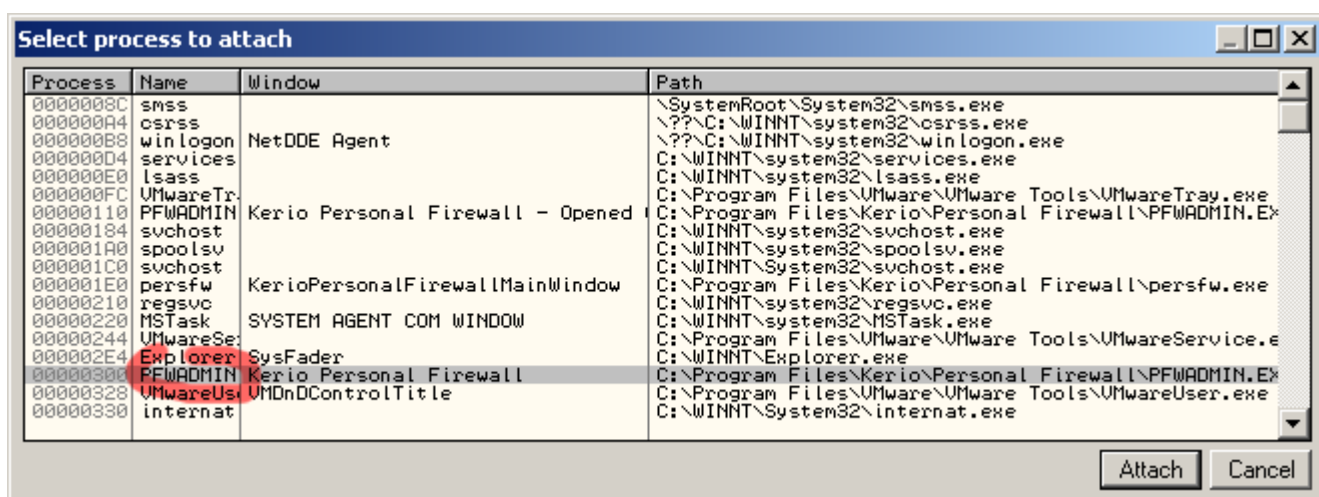 Select process to attach
Process Name Window Path
0000008C smss \SystemRoot\System32\smss.exe
000000A4 csrss \??\C:\WINNT\system32\csrss.exe
000000B8 winlogon NetDDE Agent \??\C:\WINNT\system32\winlogon.exe
000000D4 services C:\WINNT\system32\services.exe
000000E0 lsass C:\WINNT\system32\lsass.exe
000000FC VMwareTr C:\Program Files\VMware\VMware Tools\VMwareTray.exe
00000110 PFWADMIN Kerio Personal Firewall - Opened C:\Program Files\Kerio\Personal Firewall\PFWADMIN.EX
00000184 svchost C:\WINNT\system32\svchost.exe
000001A0 spoolsv C:\WINNT\system32\spoolsv.exe
000001C0 svchost C:\WINNT\System32\svchost.exe
000001E0 persfw KerioPersonalFirewallMainWindow C:\Program Files\Kerio\Personal Firewall\persfw.exe
00000210 regsvc C:\WINNT\system32\regsvc.exe
00000220 MSTask SYSTEM AGENT COM WINDOW C:\WINNT\system32\MSTask.exe
00000244 VMwareSe C:\Program Files\VMware\VMware Tools\VMwareService.e
000002E4 Explorer SysFader C:\WINNT\Explorer.exe
00000300 PFWADMIN Kerio Personal Firewall C:\Program Files\Kerio\Personal Firewall\PFWADMIN.EX
00000328 VMwareUs VMDnDControlTitle C:\Program Files\VMware\VMware Tools\VMwareUser.exe
00000330 internat C:\WINNT\System32\internat.exe
Attach Cancel